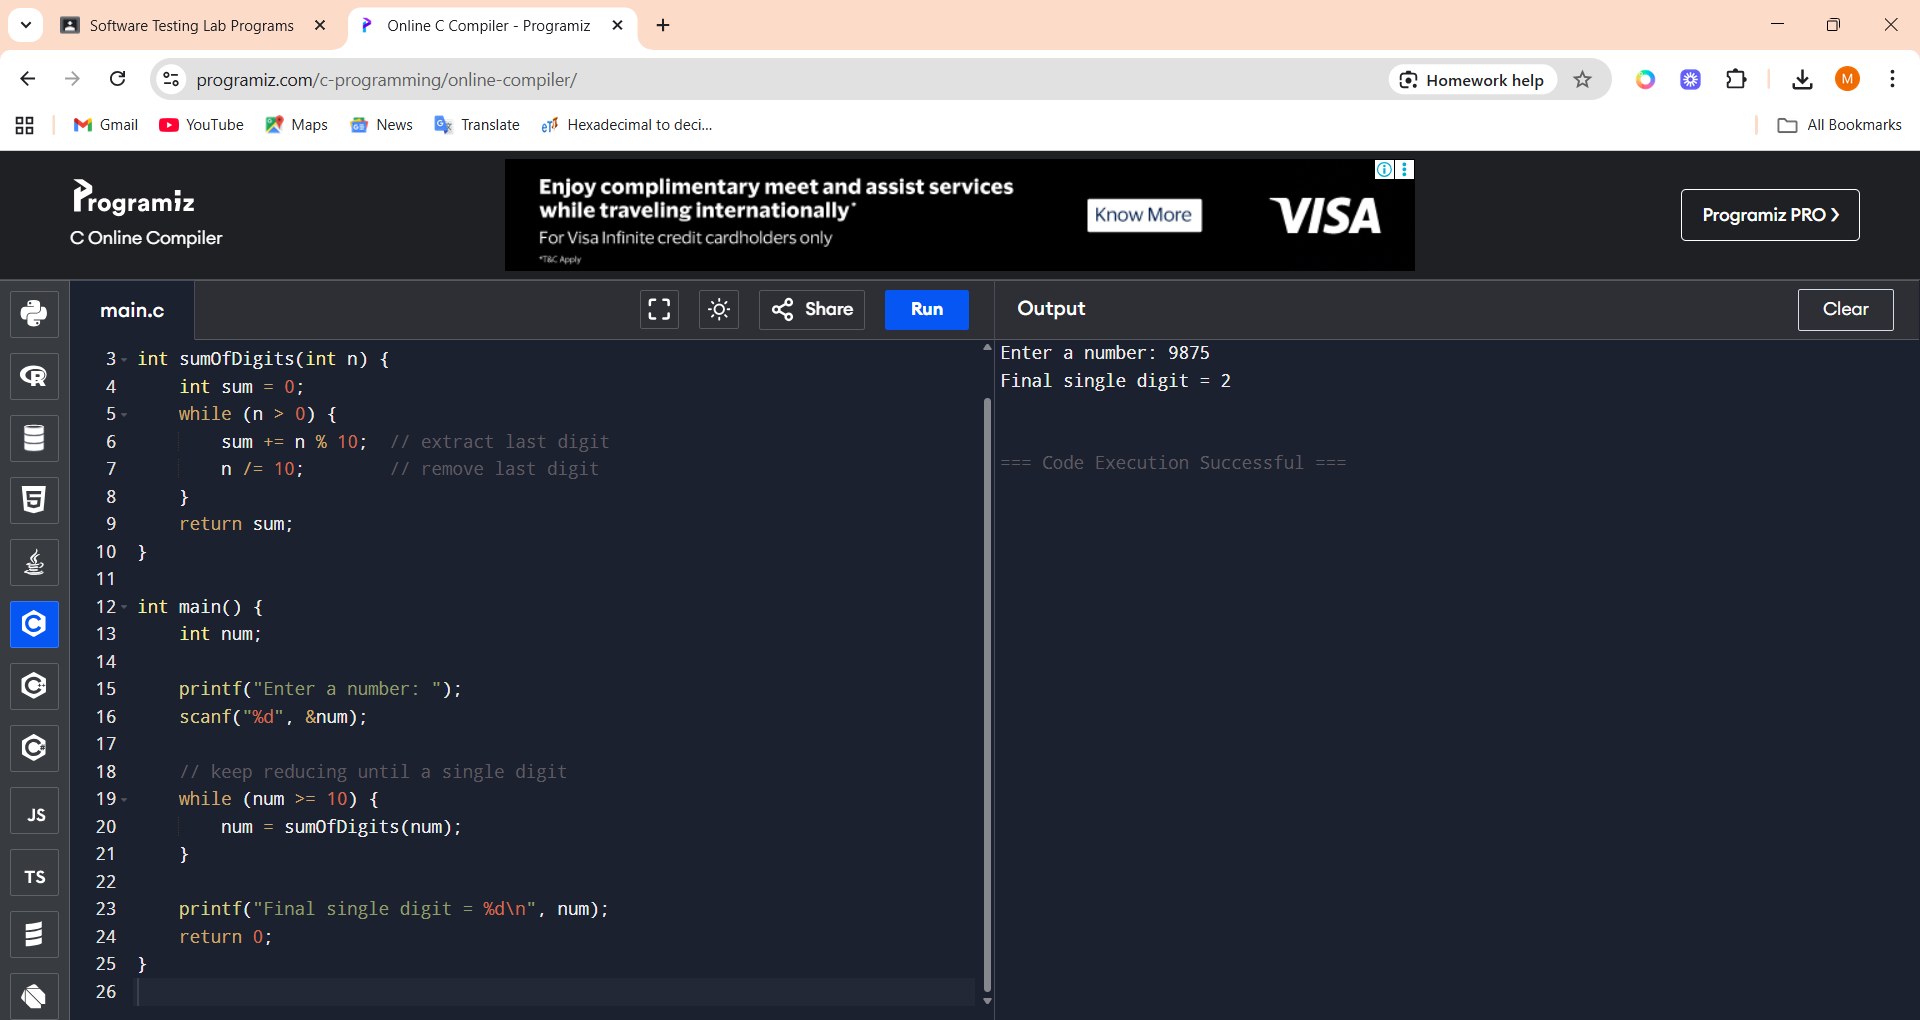 Software Testing Lab Programs
Online C Compiler - Programiz
programiz.com/c-programming/online-compiler/
Homework help
M
Gmail
YouTube
Maps
News
Translate
Hexadecimal to deci...
All Bookmarks
Programiz
C Online Compiler
Enjoy complimentary meet and assist services
while traveling internationally*
For Visa Infinite credit cardholders only
*T&C Apply
Know More
VISA
Programiz PRO >
main.c
Share
Run
Output
Clear
3 int sumOfDigits(int n) {
4     int sum = 0;
5     while (n > 0) {
6         sum += n % 10;  // extract last digit
7         n /= 10;        // remove last digit
8     }
9     return sum;
10 }
11
12 int main() {
13     int num;
14
15     printf("Enter a number: ");
16     scanf("%d", &num);
17
18     // keep reducing until a single digit
19     while (num >= 10) {
20         num = sumOfDigits(num);
21     }
22
23     printf("Final single digit = %d\n", num);
24     return 0;
25 }
26
Enter a number: 9875
Final single digit = 2
=== Code Execution Successful ===
R
5
C
C
C
JS
TS